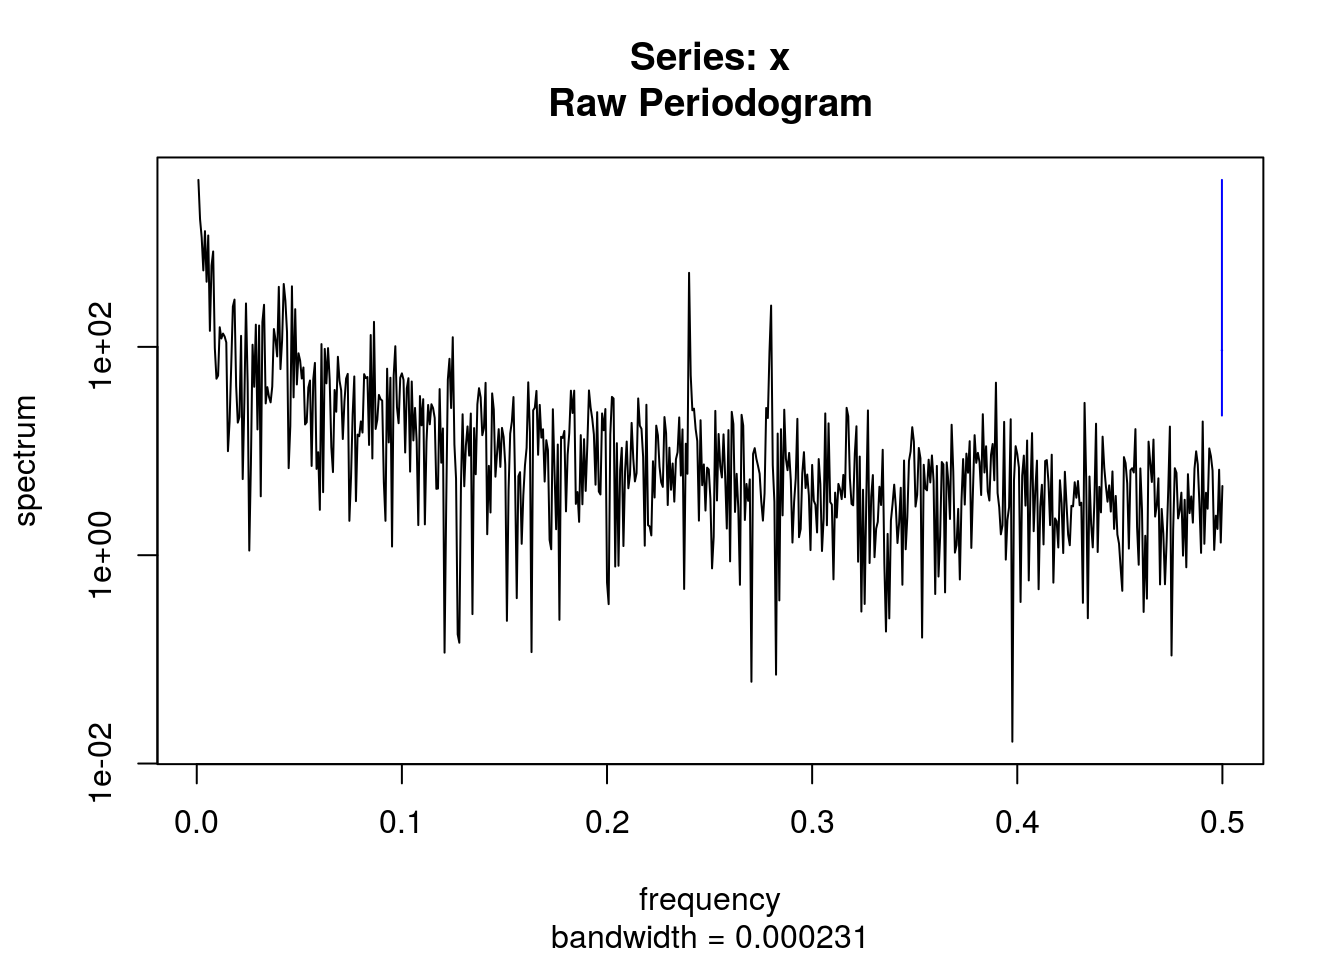 Series: x
Raw Periodogram
spectrum
1e+02
1e+00
1e-02
0.0 0.1 0.2 0.3 0.4 0.5
frequency
bandwidth = 0.000231